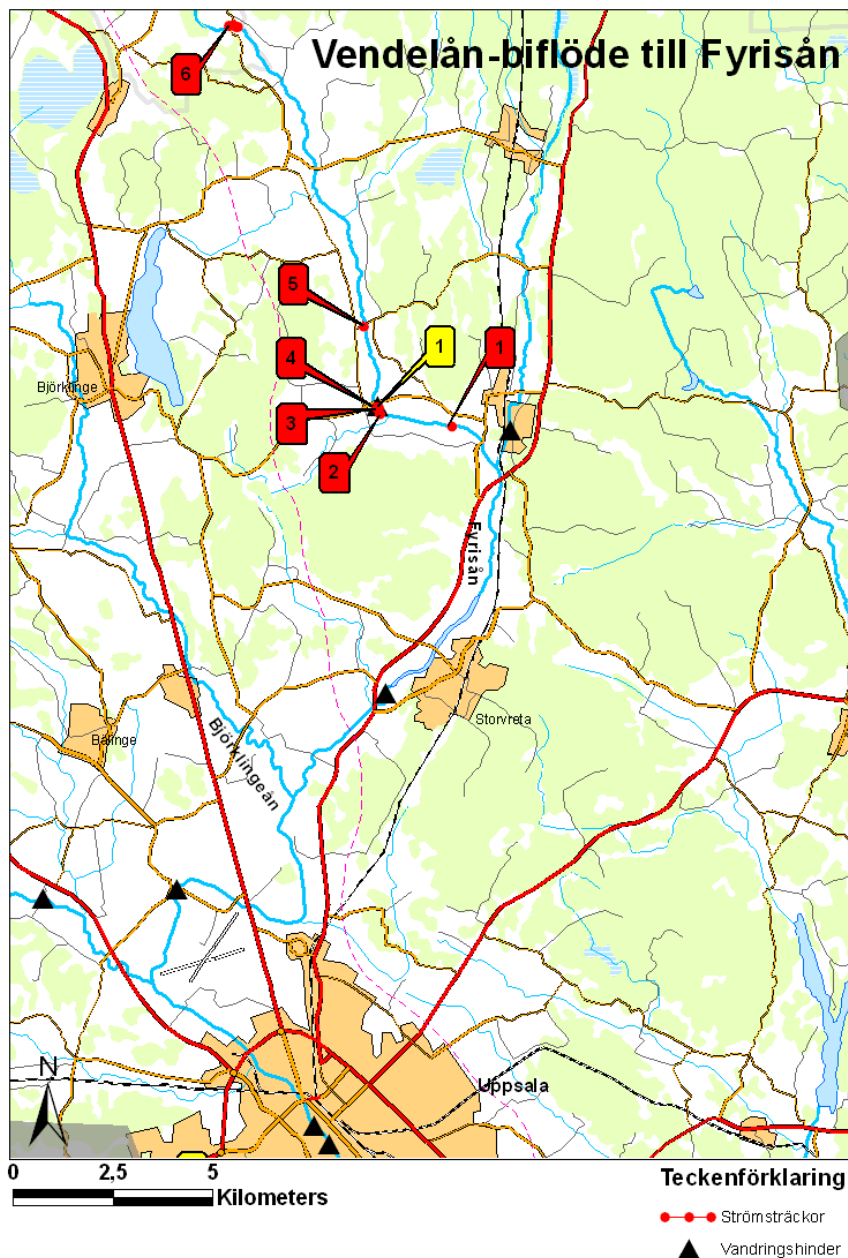 Vendelån-biflöde till Fyrisån
6
5
4
1
1
3
2
Björklinge
Fyrisån
Storvreta
Bälinge
Björklingeån
N
Uppsala
0 2,5 5
Kilometers
Teckenförklaring
Strömsträckor
Vandringshinder